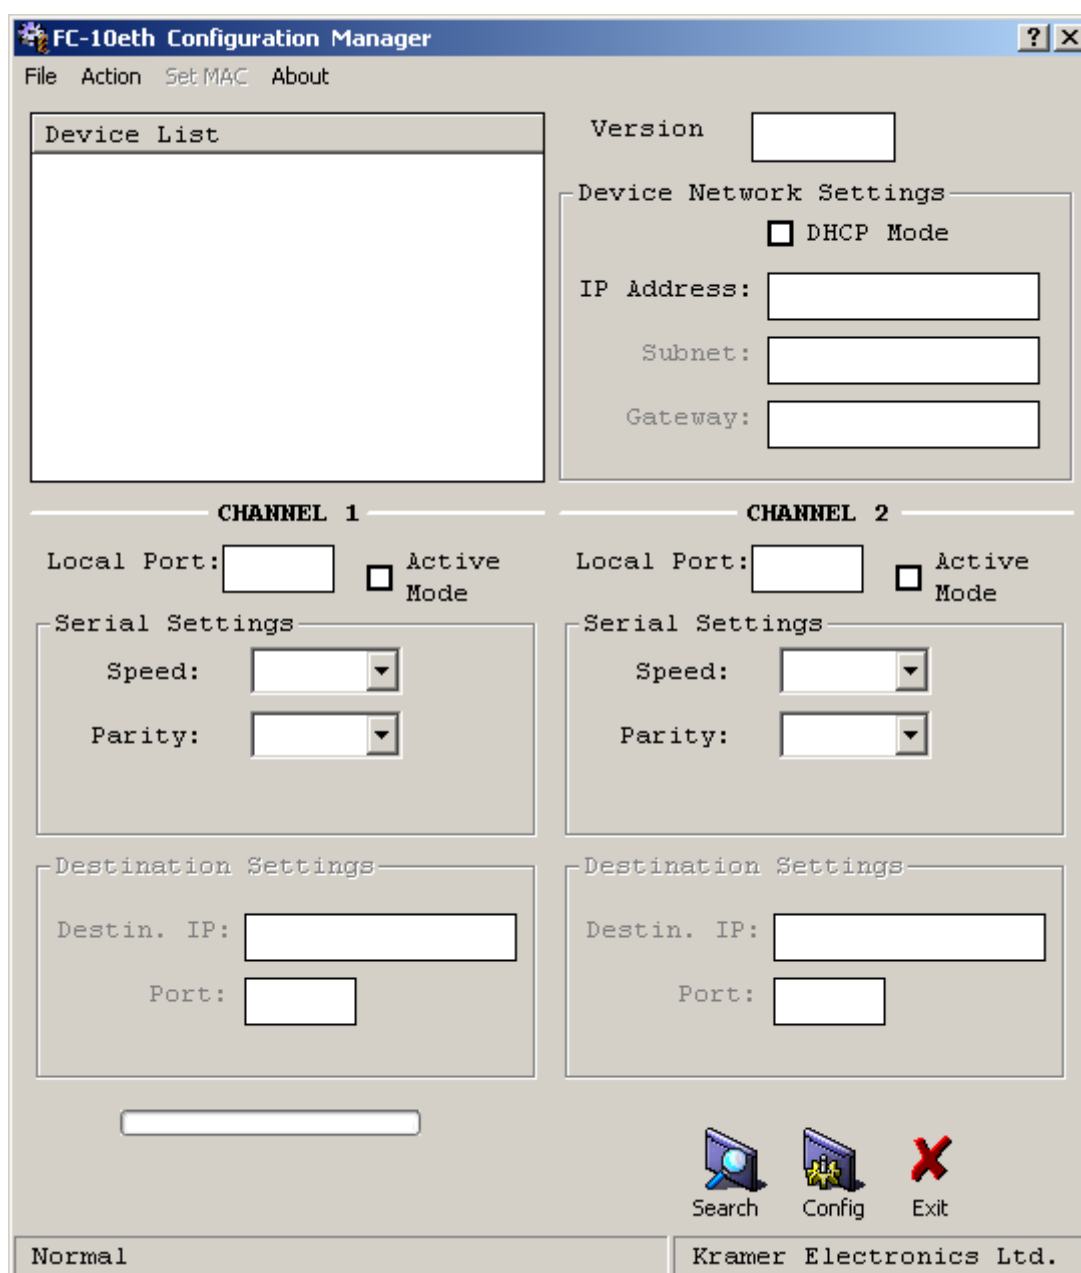 FC-10eth Configuration Manager
File Action Set MAC About
Device List
Version
Device Network Settings
DHCP Mode
IP Address:
Subnet:
Gateway:
CHANNEL 1
Local Port:
Active
Mode
Serial Settings
Speed:
Parity:
Destination Settings
Destin. IP:
Port:
CHANNEL 2
Local Port:
Active
Mode
Serial Settings
Speed:
Parity:
Destination Settings
Destin. IP:
Port:
Search Config Exit
Normal
Kramer Electronics Ltd.